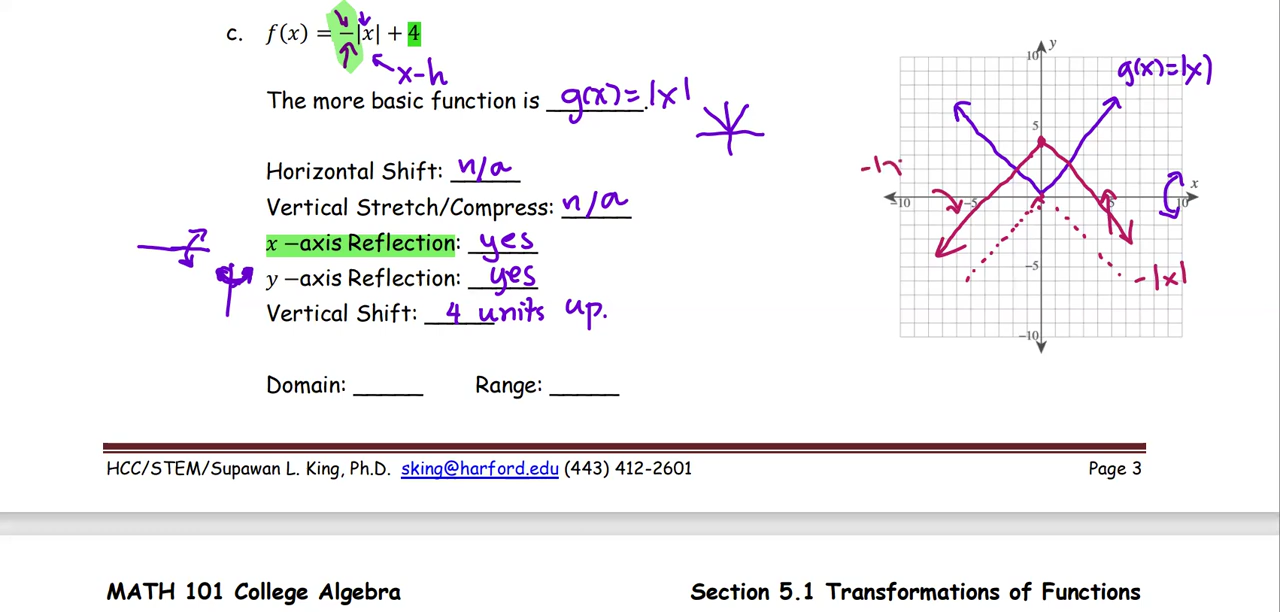 c. f(x) = −|x| + 4
x-h
The more basic function is g(x) = |x|.
Horizontal Shift: n/a
Vertical Stretch/Compress: n/a
x−axis Reflection: yes
y−axis Reflection: yes
Vertical Shift: 4 units up.
Domain: ______ Range: ______
y
10
g(x)=|x|
5
x
−10
−5
5
10
−5
-|x|
−10
HCC/STEM/Supawan L. King, Ph.D. sking@harford.edu (443) 412-2601
Page 3
MATH 101 College Algebra
Section 5.1 Transformations of Functions